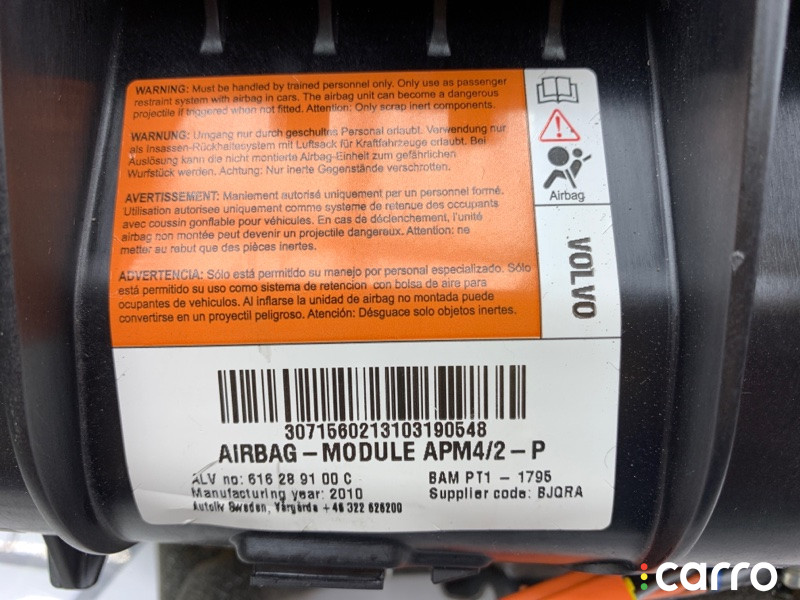 WARNING: Must be handled by trained personnel only. Only use as passenger
restraint system with airbag in cars. The airbag unit can become a dangerous
projectile if triggered when not fitted. Attention: Only scrap inert components.
WARNUNG: Umgang nur durch geschultes Personal erlaubt. Verwendung nur
als Insassen-Rückhaltesystem mit Luftsack für Kraftfahrzeuge erlaubt. Bei
Auslösung kann die nicht montierte Airbag-Einheit zum gefährlichen
Wurfstück werden. Achtung: Nur inerte Gegenstände verschrotten.
AVERTISSEMENT: Maniement autorisé uniquement par un personnel formé.
Utilisation autorisee uniquement comme systeme de retenue des occupants
avec coussin gonflable pour véhicules. En cas de déclenchement, l'unité
airbag non montée peut devenir un projectile dangereux. Attention: ne
metter au rebut que des pièces inertes.
ADVERTENCIA: Sólo está permitido su manejo por personal especializado. Sólo
está permitido su uso como sistema de retención con bolsa de aire para
ocupantes de vehículos. Al inflarse la unidad de airbag no montada puede
convertirse en un proyectil peligroso. Atención: Désguace solo objetos inertes.
Airbag
VOLVO
3071560213103190548
AIRBAG-MODULE APM4/2-P
ALV no: 616 28 91 00 C
BAM PT1 - 1795
Manufacturing year: 2010
Supplier code: BJQRA
Autoliv Sweden, Vårgårda +46 322 626200
carro